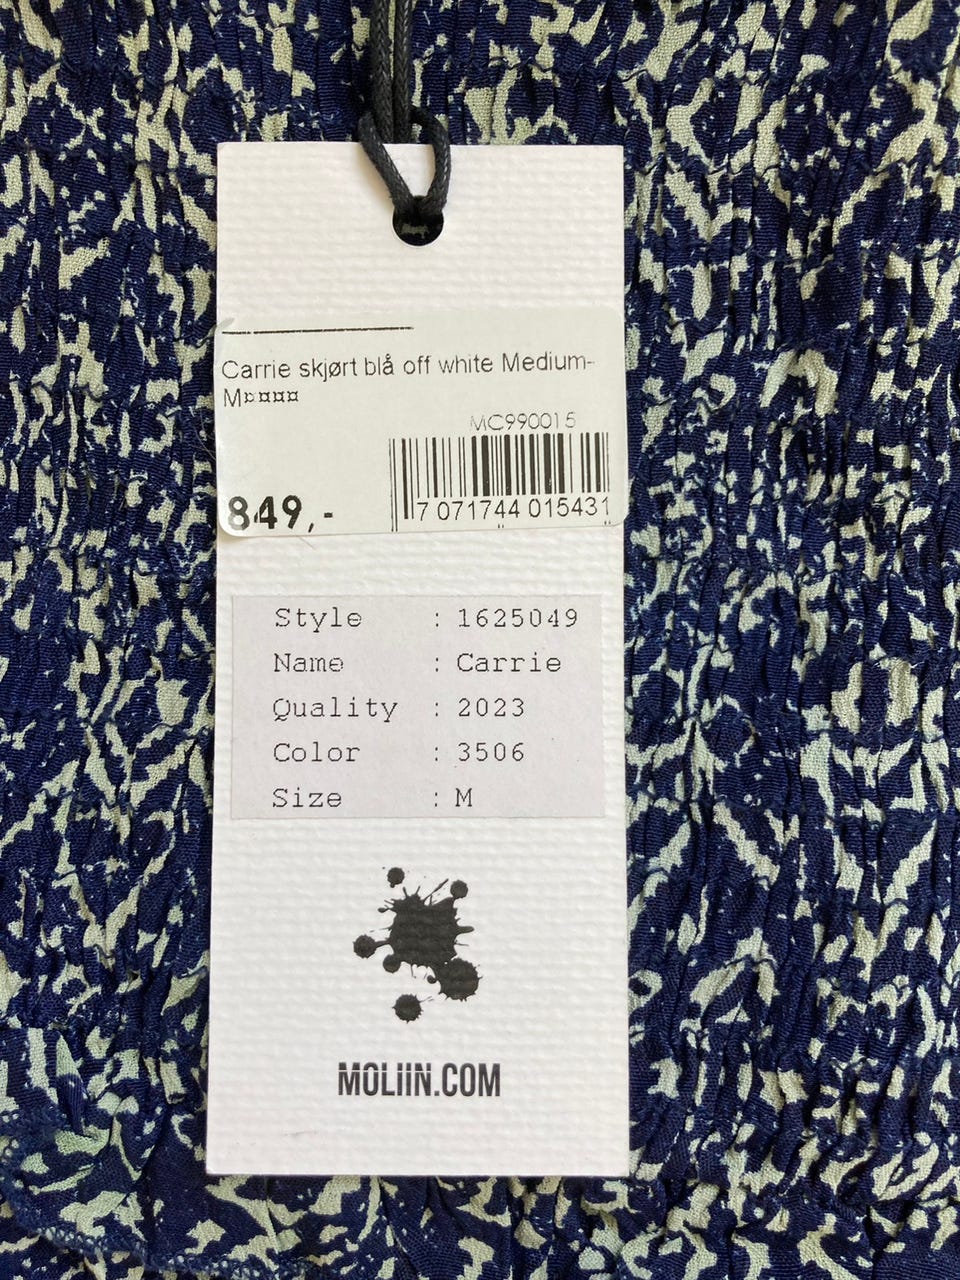 Carrie skjørt blå off white Medium-
M¤¤¤¤
MC990015
849,-
7 071744 015431
Style : 1625049
Name : Carrie
Quality : 2023
Color : 3506
Size : M
MOLIIN.COM